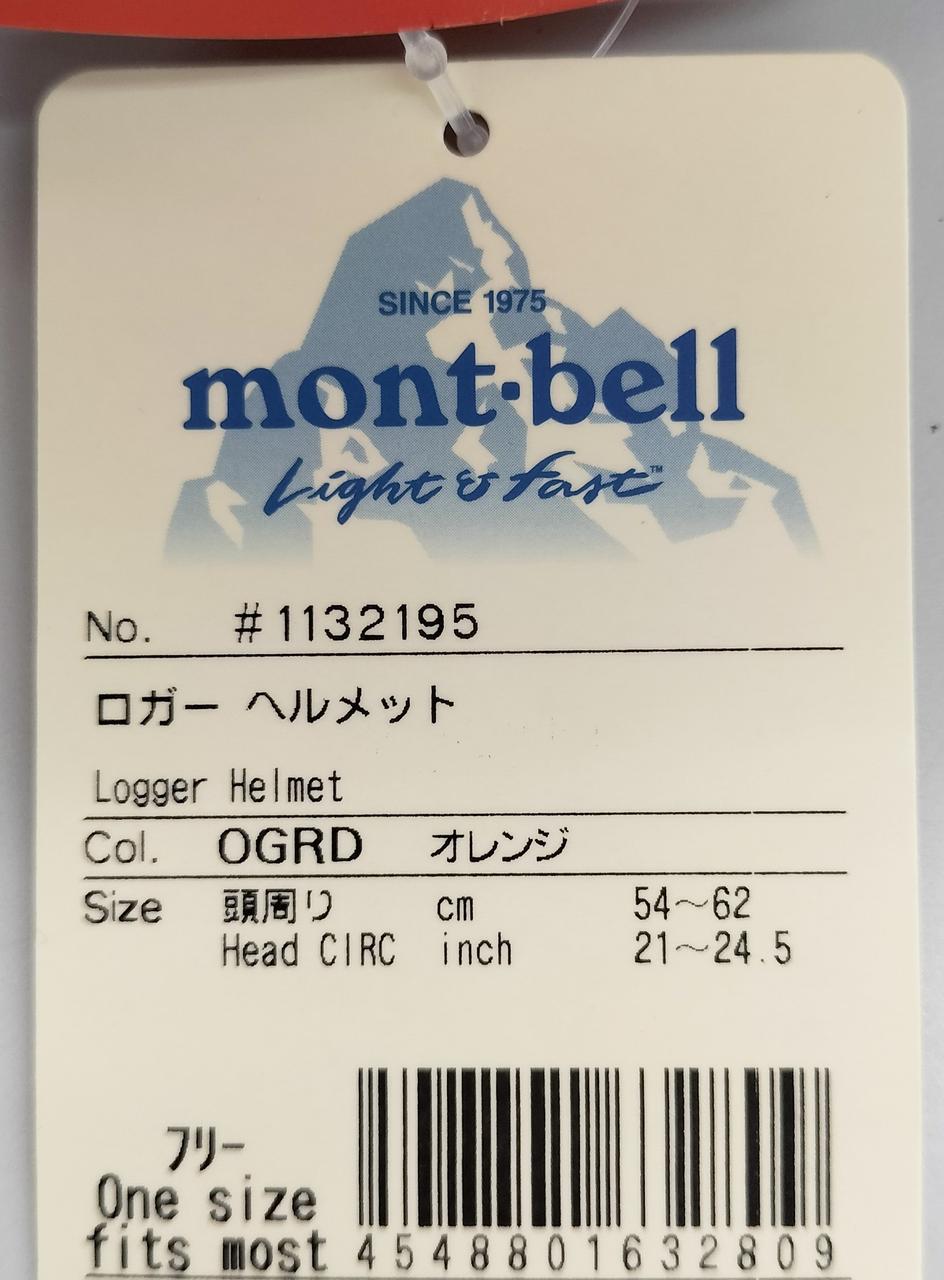 SINCE 1975
mont·bell
Light & Fast™
No. #1132195
ロガー ヘルメット
Logger Helmet
Col. OGRD オレンジ
Size 頭周り cm 54～62
Head CIRC inch 21～24.5
フリー
One size
fits most 4548801632809